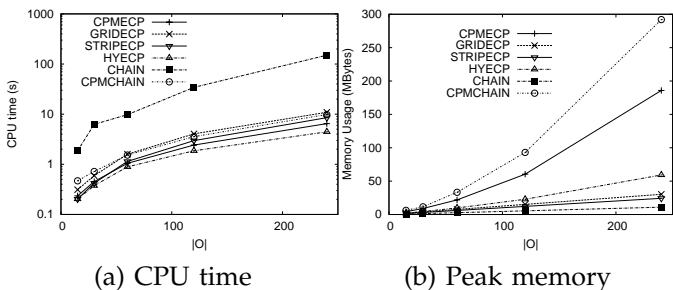 CPMECP
GRIDECP
STRIPECP
HYECP
CHAIN
CPMCHAIN
1000
100
10
1
0.1
CPU time (s)
0
100
200
|O|
(a) CPU time
CPMECP
GRIDECP
STRIPECP
HYECP
CHAIN
CPMCHAIN
300
250
200
150
100
50
0
Memory Usage (MBytes)
0
100
200
|O|
(b) Peak memory